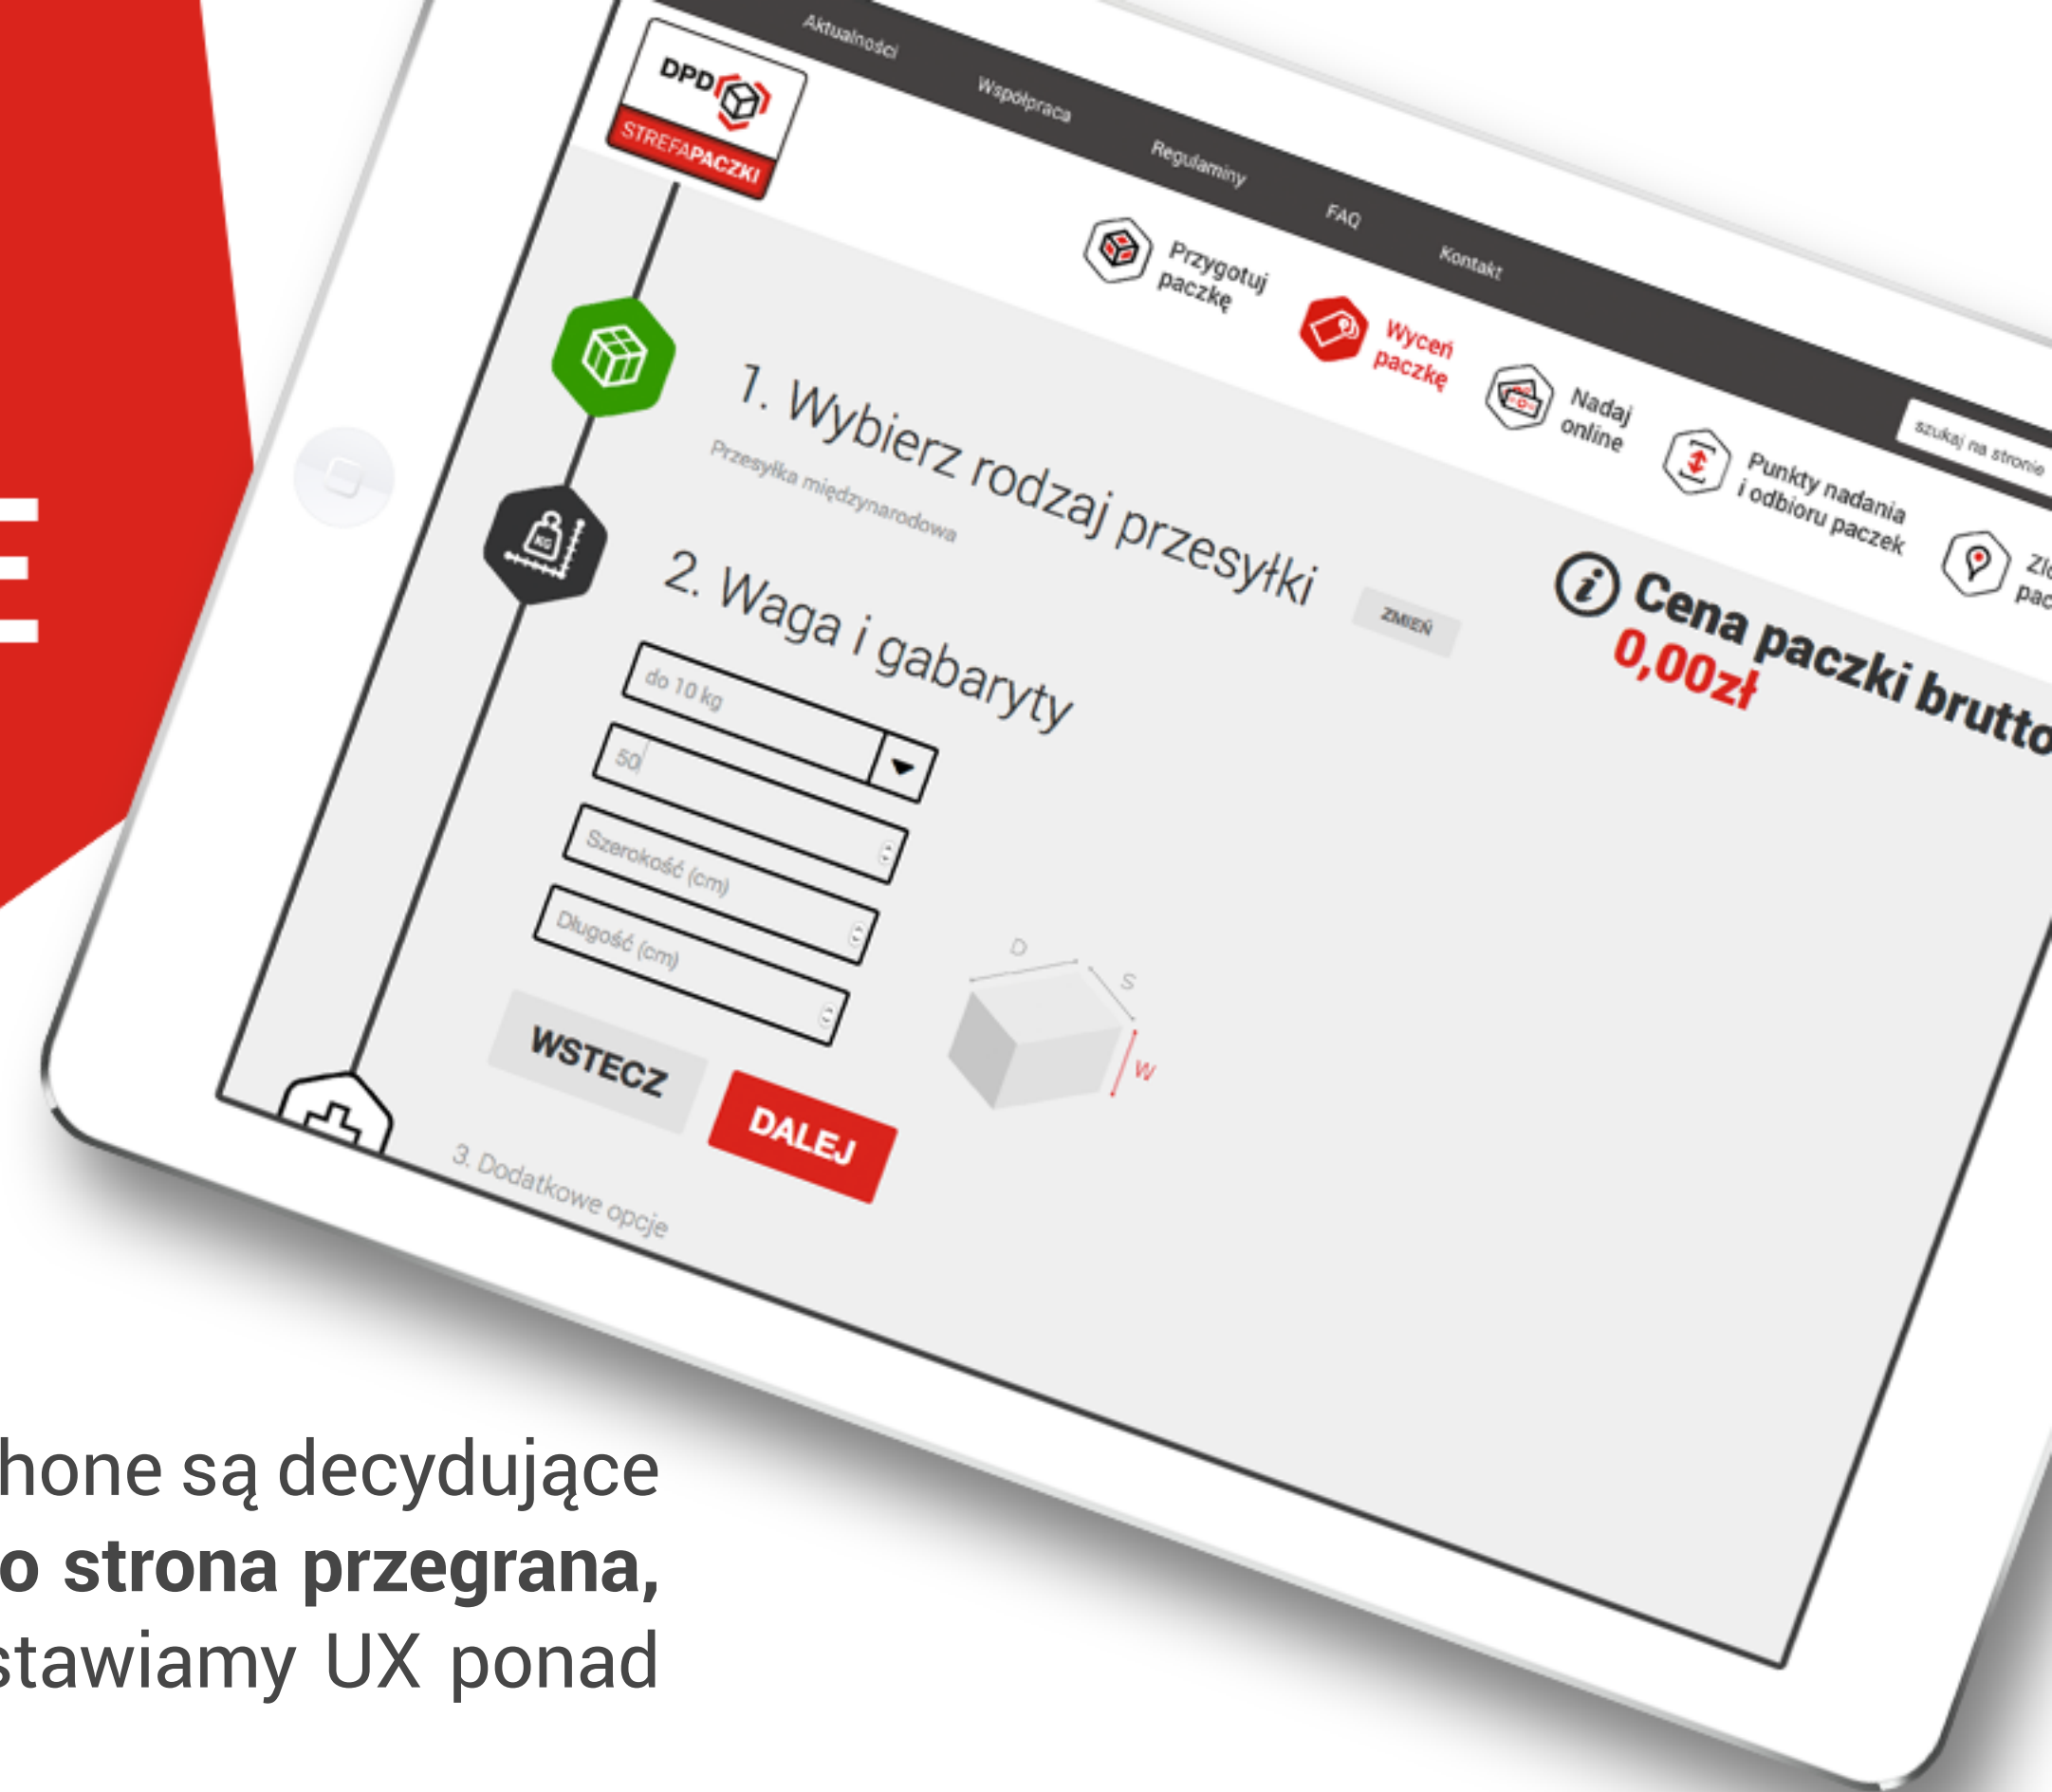 Aktualności
Współpraca
Regulaminy
FAQ
Kontakt
szukaj na stronie
DPD
STREFAPACZKI
Przygotuj
paczkę
Wyceń
paczkę
Nadaj
online
Punkty nadania
i odbioru paczek
1. Wybierz rodzaj przesyłki
Przesyłka międzynarodowa
ZMIEŃ
Cena paczki brutto
0,00zł
KG
2. Waga i gabaryty
do 10 kg
50
Szerokość (cm)
Długość (cm)
D
S
W
WSTECZ
DALEJ
3. Dodatkowe opcje
hone są decydujące
o strona przegrana,
stawiamy UX ponad